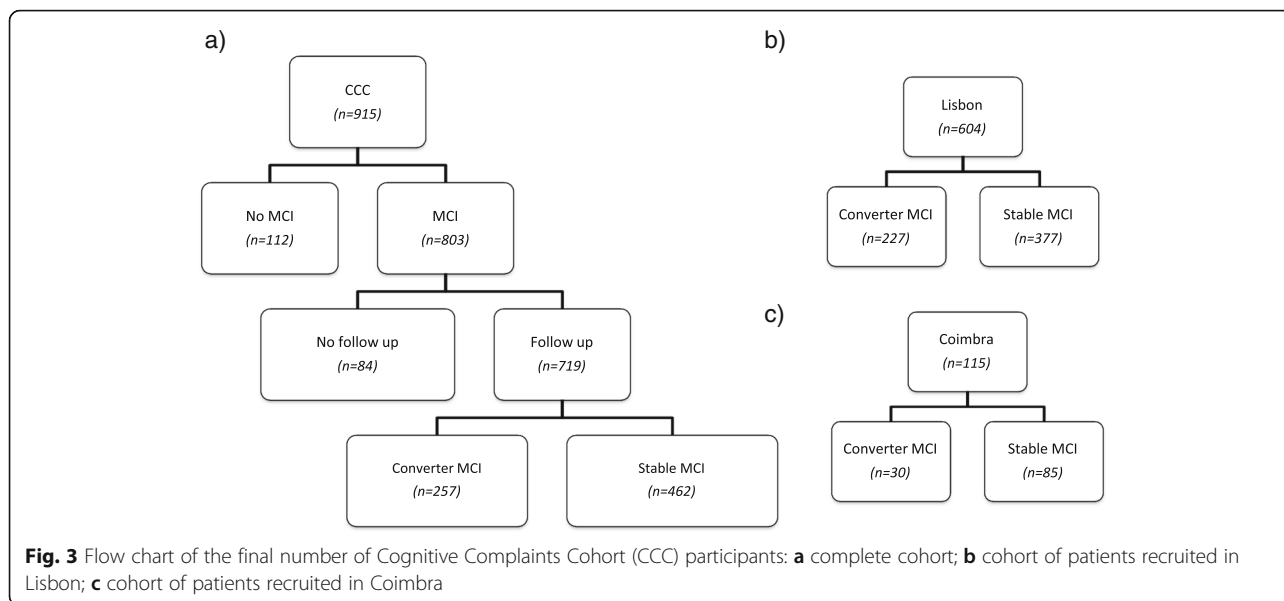 a)
CCC
(n=915)
No MCI
(n=112)
MCI
(n=803)
No follow up
(n=84)
Follow up
(n=719)
Converter MCI
(n=257)
Stable MCI
(n=462)
b)
Lisbon
(n=604)
Converter MCI
(n=227)
Stable MCI
(n=377)
c)
Coimbra
(n=115)
Converter MCI
(n=30)
Stable MCI
(n=85)
Fig. 3 Flow chart of the final number of Cognitive Complaints Cohort (CCC) participants: a complete cohort; b cohort of patients recruited in
Lisbon; c cohort of patients recruited in Coimbra